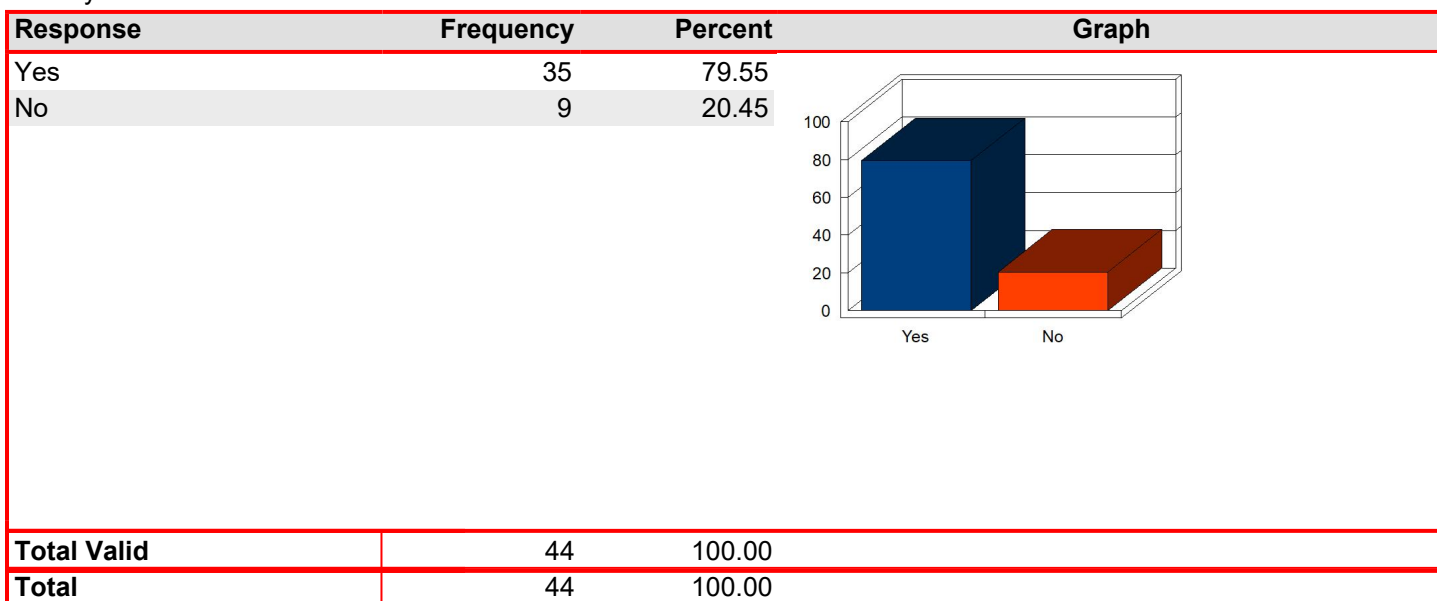 Response Frequency Percent Graph
Yes 35 79.55
No 9 20.45
100
80
60
40
20
0
Yes No
Total Valid 44 100.00
Total 44 100.00